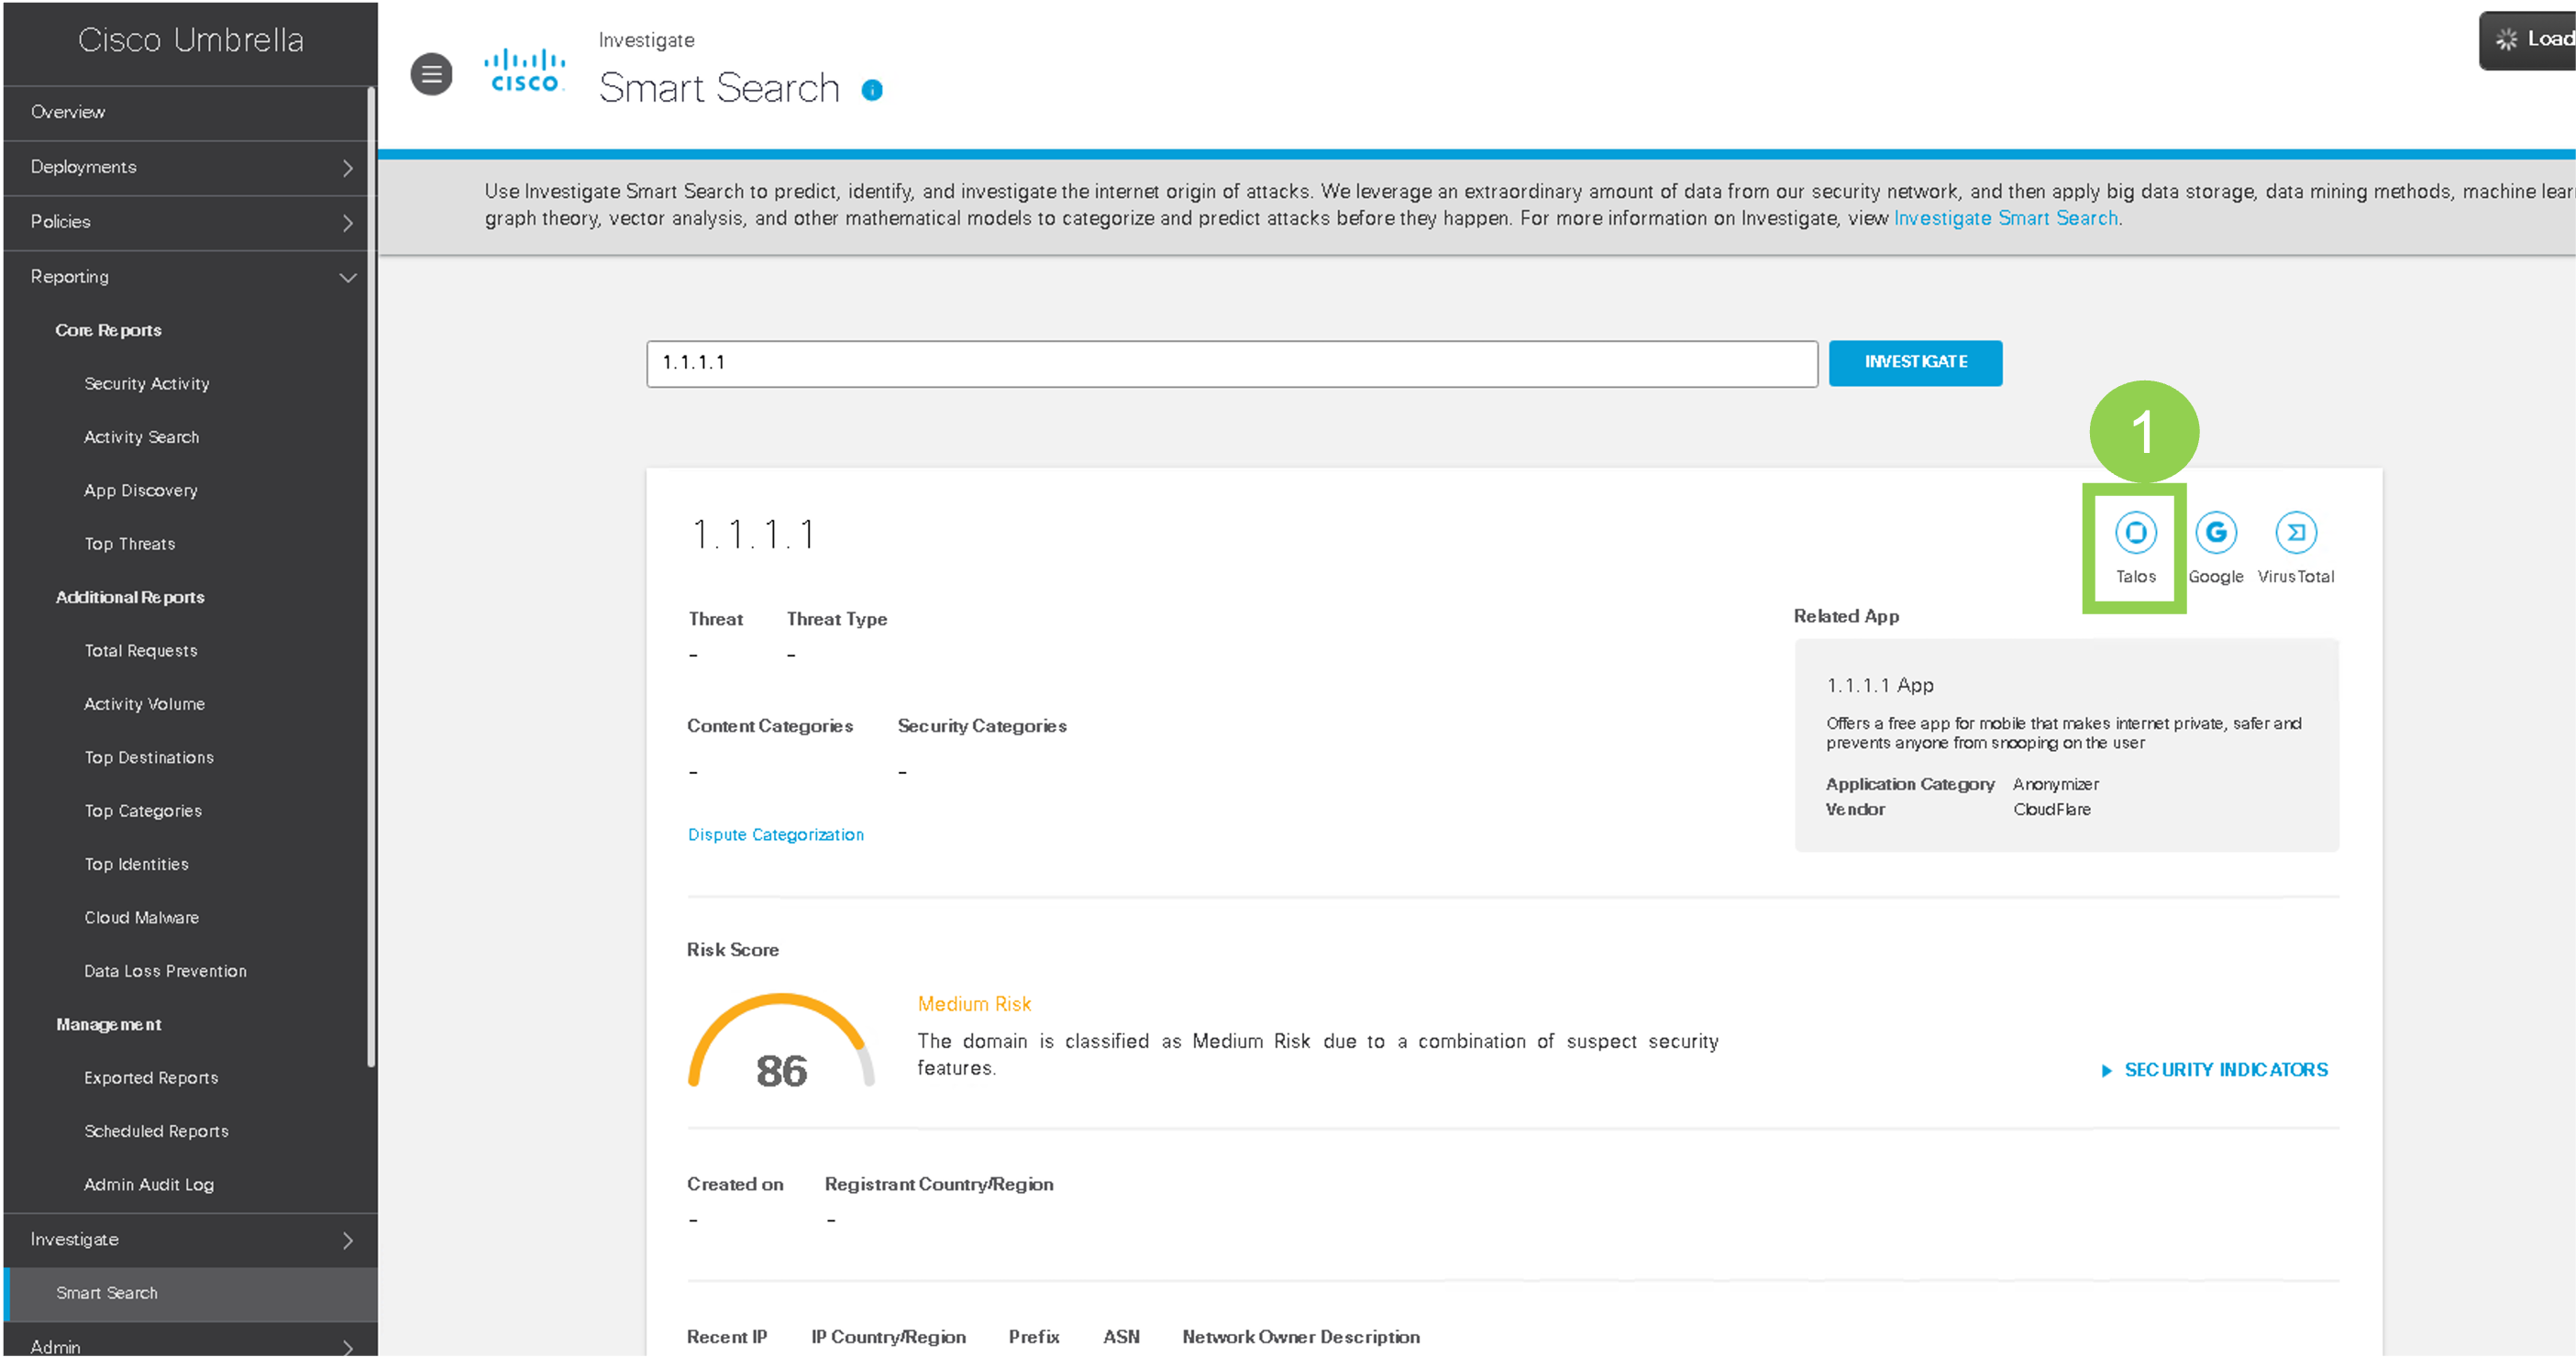 Cisco Umbrella
Overview
Deployments
Policies
Reporting
Core Reports
Security Activity
Activity Search
App Discovery
Top Threats
Additional Reports
Total Requests
Activity Volume
Top Destinations
Top Categories
Top Identities
Cloud Malware
Data Loss Prevention
Management
Exported Reports
Scheduled Reports
Admin Audit Log
Investigate
Smart Search
Admin
CISCO
Investigate
Smart Search
i
Load
Use Investigate Smart Search to predict, identify, and investigate the internet origin of attacks. We leverage an extraordinary amount of data from our security network, and then apply big data storage, data mining methods, machine lear
graph theory, vector analysis, and other mathematical models to categorize and predict attacks before they happen. For more information on Investigate, view Investigate Smart Search.
1.1.1.1
INVESTIGATE
1
1.1.1.1
Talos
G
Google
VirusTotal
Threat Threat Type
- -
Content Categories Security Categories
- -
Dispute Categorization
Related App
1.1.1.1 App
Offers a free app for mobile that makes internet private, safer and
prevents anyone from snooping on the user
Application Category Anonymizer
Vendor CloudFlare
Risk Score
86
Medium Risk
The domain is classified as Medium Risk due to a combination of suspect security
features.
SECURITY INDICATORS
Created on Registrant Country/Region
- -
Recent IP IP Country/Region Prefix ASN Network Owner Description